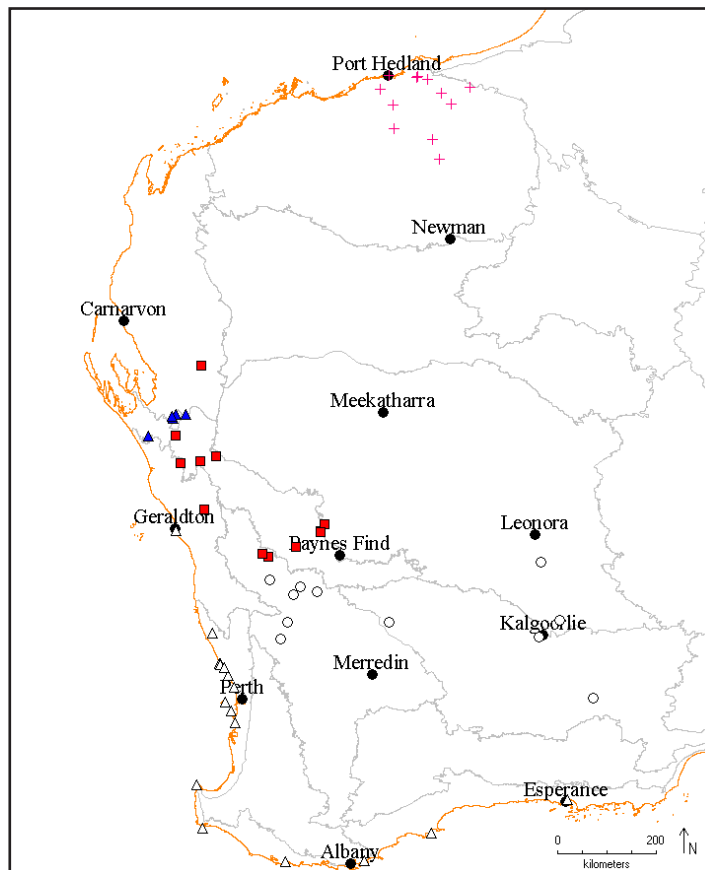 Port Hedland
Newman
Carnarvon
Meekatharra
Geraldton
Leonora
Paynes Find
Kalgoorlie
Merredin
Perth
Esperance
Albany
0 200
kilometers
N